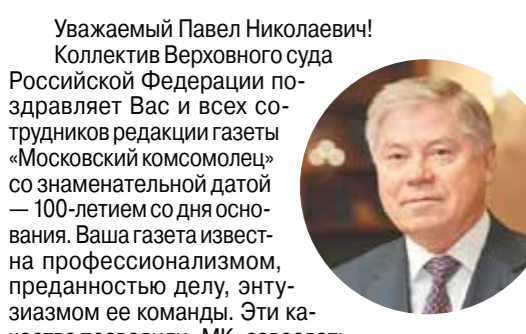 Уважаемый Павел Николаевич!
Коллектив Верховного суда
Российской Федерации по-
здравляет Вас и всех со-
трудников редакции газеты
«Московский комсомолец»
со знаменательной датой
— 100-летием со дня осно-
вания. Ваша газета извест-
на профессионализмом,
преданностью делу, энту-
зиазмом ее команды. Эти ка-